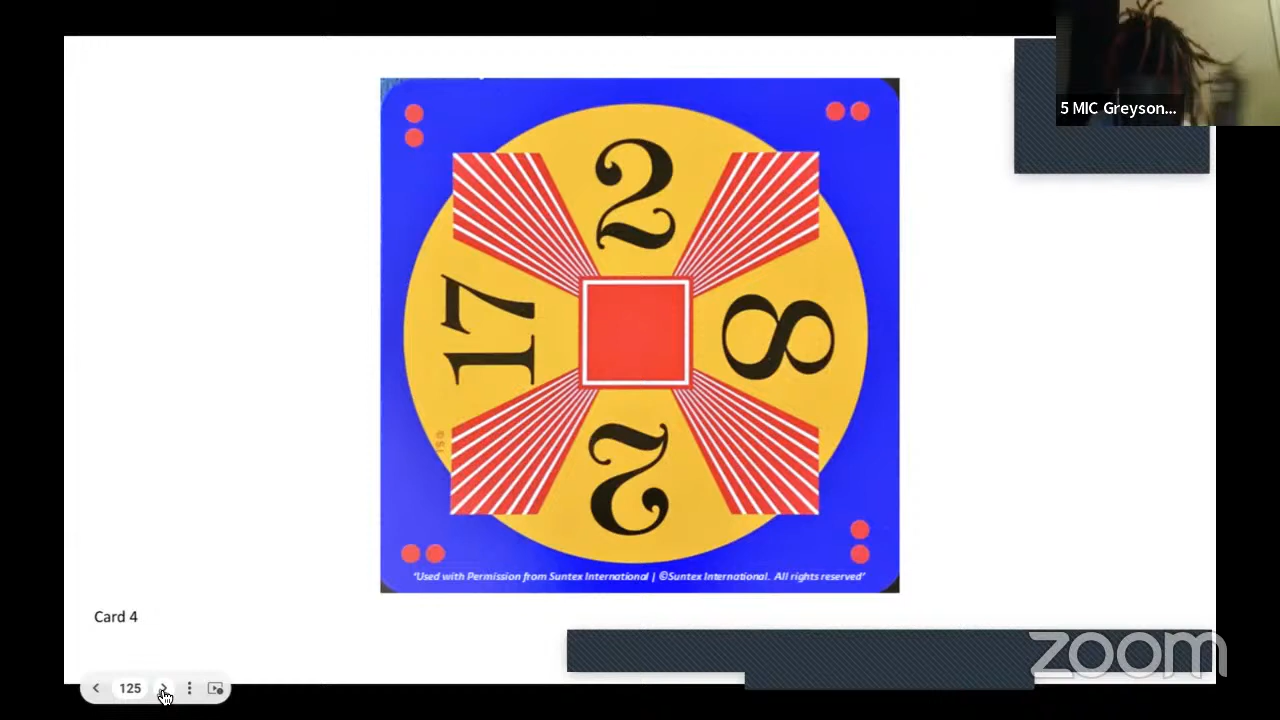 5 MIC Greyson...
2
17
8
2
"Used with Permission from Suntex International | ©Suntex International. All rights reserved"
Card 4
125
zoom